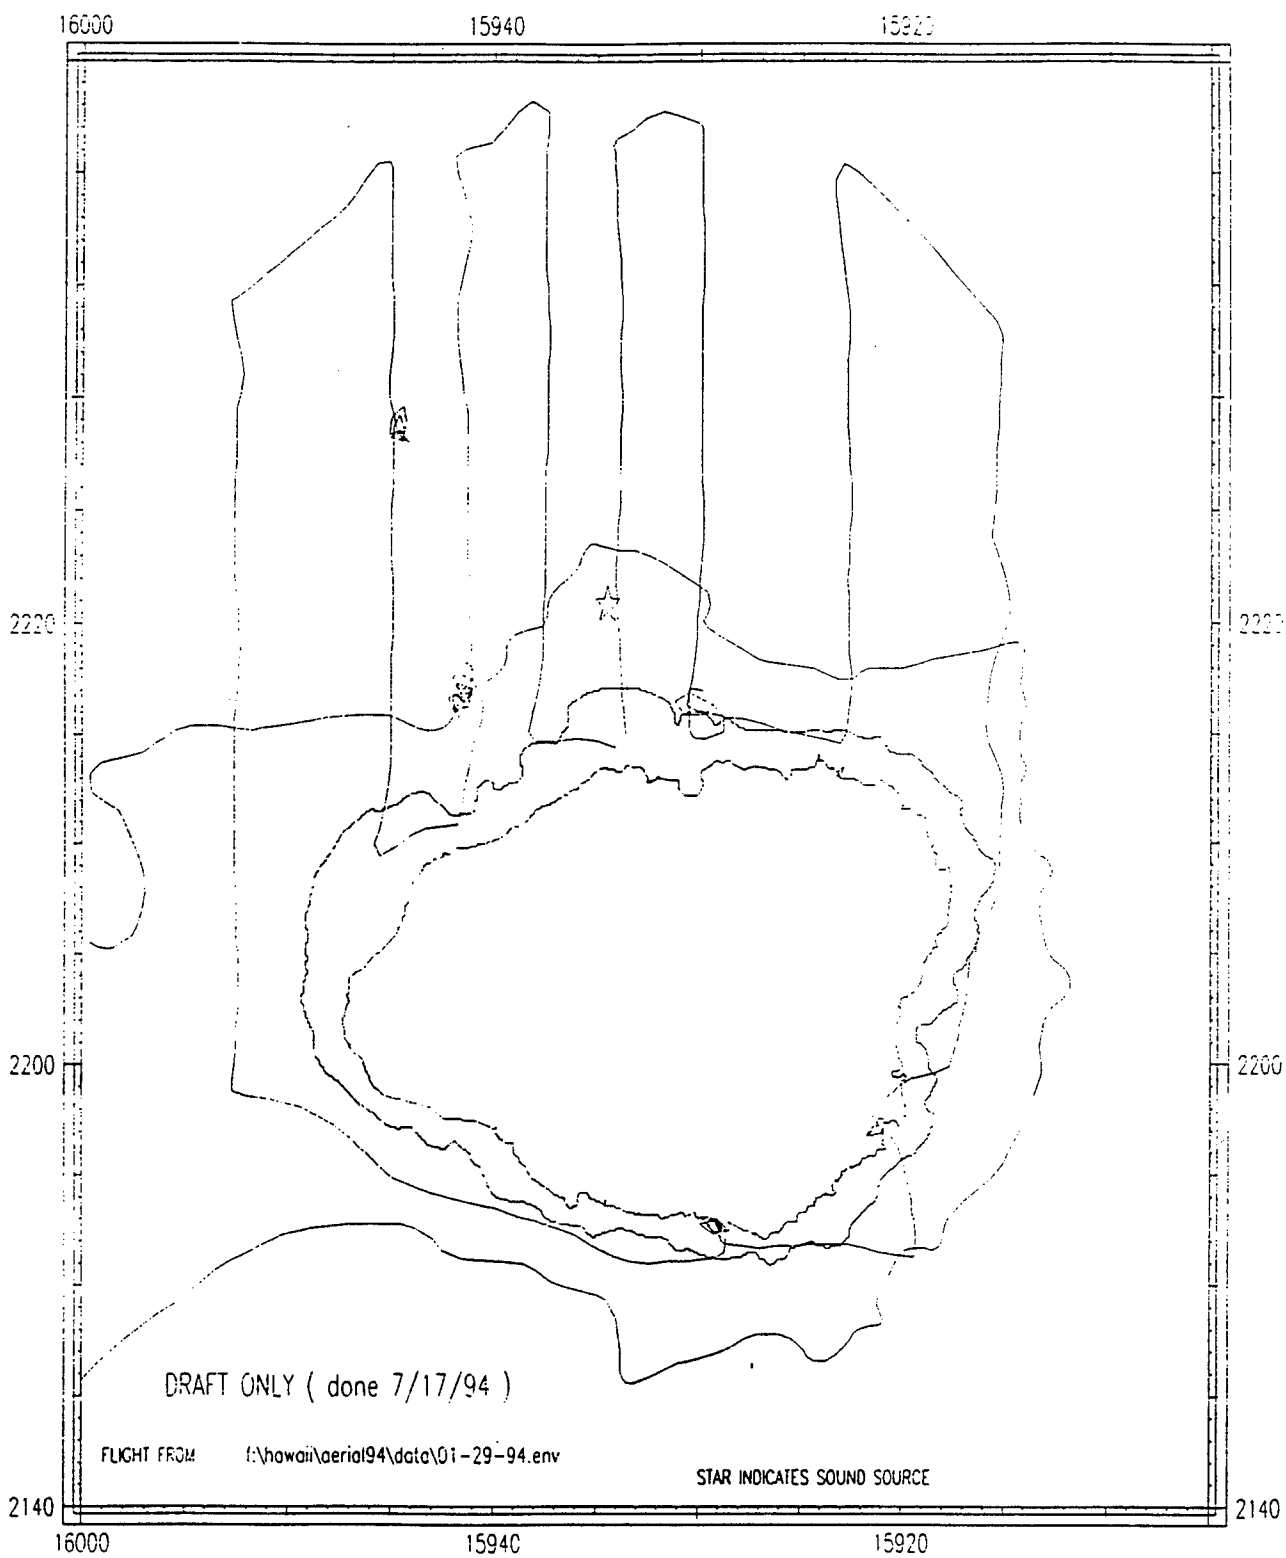 16000 15940 15920
2220 2220
2200 2200
DRAFT ONLY ( done 7/17/94 )
FLIGHT FROM f:\hawaii\aerial94\data\01-29-94.env
STAR INDICATES SOUND SOURCE
2140 2140
16000 15940 15920